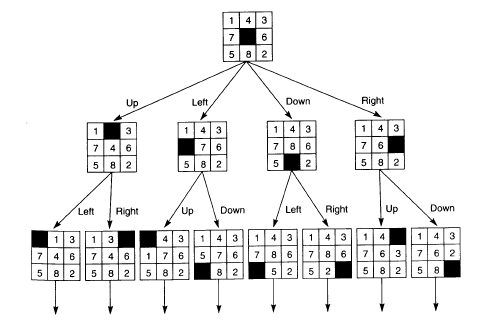 1 4 3
7 6
5 8 2
Up
Left
Down
Right
1 3
7 4 6
5 8 2
1 4 3
7 6
5 8 2
1 4 3
7 8 6
5 2
1 4 3
7 6
5 8 2
Left
Right
Up
Down
Left
Right
Up
Down
1 3
7 4 6
5 8 2
1 3
7 4 6
5 8 2
4 3
1 7 6
5 8 2
1 4 3
5 7 6
8 2
1 4 3
7 8 6
5 2
1 4 3
7 8 6
5 2
1 4
7 6 3
5 8 2
1 4 3
7 6 2
5 8